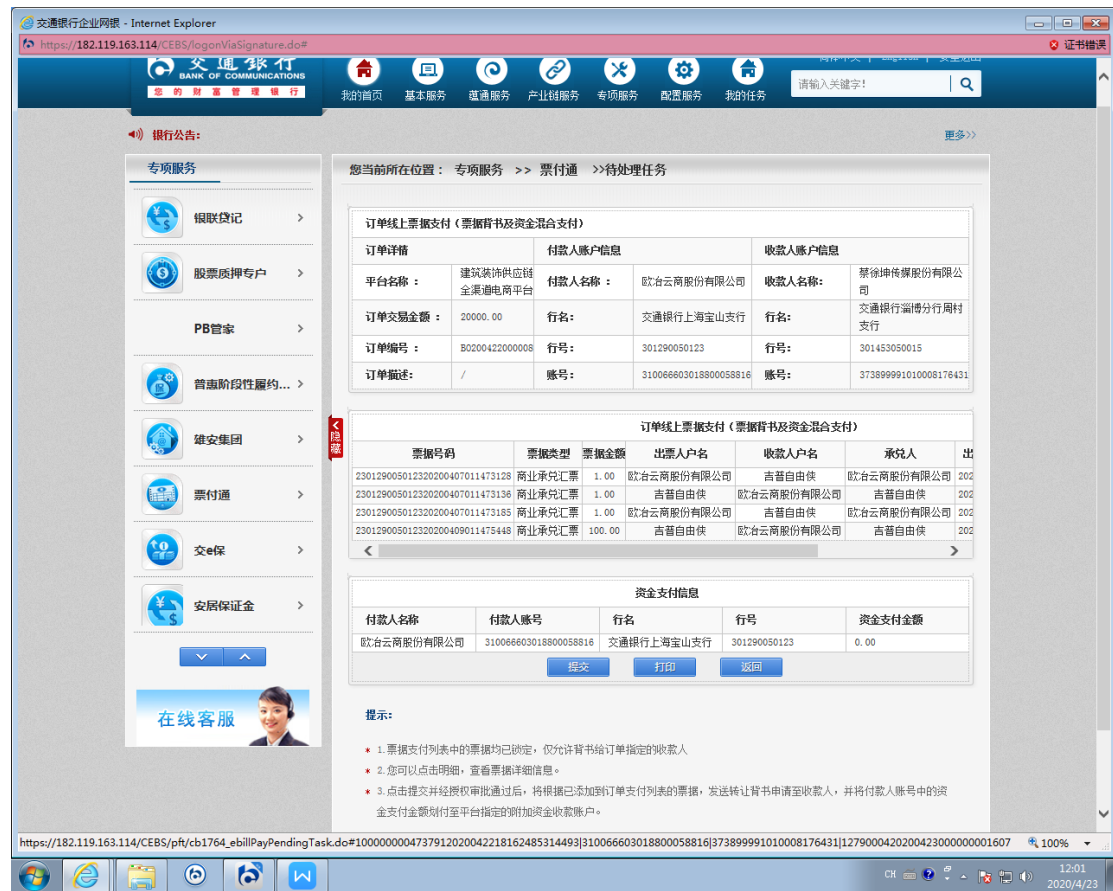 交通银行企业网银 - Internet Explorer
https://182.119.163.114/CEBS/logonViaSignature.do#
证书错误
交通银行
BANK OF COMMUNICATIONS
您的财富管理银行
我的首页 基本服务 蕴通服务 产业链服务 专项服务 配置服务 我的任务
请输入关键字!
银行公告:
更多>>
专项服务
银联贷记
股票质押专户
PB管家
普惠阶段性履约...
雄安集团
票付通
交e保
安居保证金
在线客服
隐藏
您当前所在位置： 专项服务 >> 票付通 >>待处理任务
订单线上票据支付（票据背书及资金混合支付）
订单详情 付款人账户信息 收款人账户信息
平台名称： 建筑装饰供应链全渠道电商平台 付款人名称： 欧冶云商股份有限公司 收款人名称: 蔡徐坤传媒股份有限公司
订单交易金额： 20000.00 行名: 交通银行上海宝山支行 行名: 交通银行淄博分行周村支行
订单编号： B0200422000008 行号: 301290050123 行号: 301453050015
订单描述: / 账号: 310066603018800058816 账号: 373899991010008176431
订单线上票据支付（票据背书及资金混合支付）
票据号码 票据类型 票据金额 出票人户名 收款人户名 承兑人 出
230129005012320200407011473128 商业承兑汇票 1.00 欧冶云商股份有限公司 吉普自由侠 欧冶云商股份有限公司 202
230129005012320200407011473136 商业承兑汇票 1.00 吉普自由侠 欧冶云商股份有限公司 吉普自由侠 202
230129005012320200407011473185 商业承兑汇票 1.00 欧冶云商股份有限公司 吉普自由侠 欧冶云商股份有限公司 202
230129005012320200409011475448 商业承兑汇票 100.00 吉普自由侠 欧冶云商股份有限公司 吉普自由侠 202
资金支付信息
付款人名称 付款人账号 行名 行号 资金支付金额
欧冶云商股份有限公司 310066603018800058816 交通银行上海宝山支行 301290050123 0.00
提交 打印 返回
提示:
* 1.票据支付列表中的票据均已锁定，仅允许背书给订单指定的收款人
* 2.您可以点击明细，查看票据详细信息。
* 3.点击提交并经授权审批通过后，将根据已添加到订单支付列表的票据，发送转让背书申请至收款人，并将付款人账号中的资
金支付金额划付至平台指定的附加资金收款账户。
https://182.119.163.114/CEBS/pft/cb1764_ebillPayPendingTask.do#1000000004737912020042218162485314493|310066603018800058816|373899991010008176431|1279000420200423000000001607
100%
CH
12:01
2020/4/23